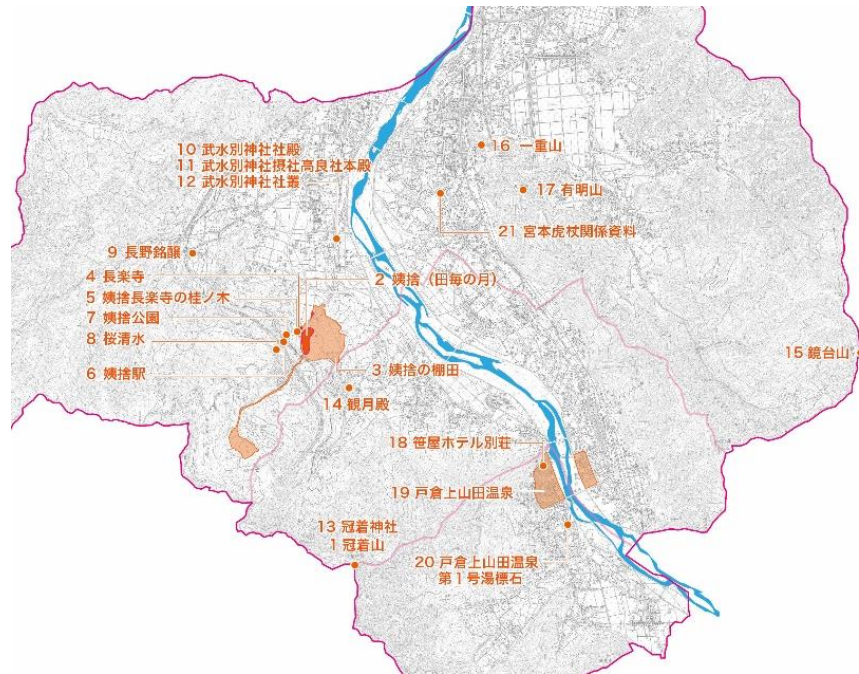 10 武水別神社社殿
11 武水別神社摂社高良社本殿
12 武水別神社社叢
16 一重山
17 有明山
21 宮本虎杖関係資料
9 長野銘醸
4 長楽寺
2 姨捨（田毎の月）
5 姨捨長楽寺の桂ノ木
7 姨捨公園
8 桜清水
6 姨捨駅
3 姨捨の棚田
15 鏡台山
14 観月殿
18 笹屋ホテル別荘
19 戸倉上山田温泉
13 冠着神社
1 冠着山
20 戸倉上山田温泉
第1号湯標石